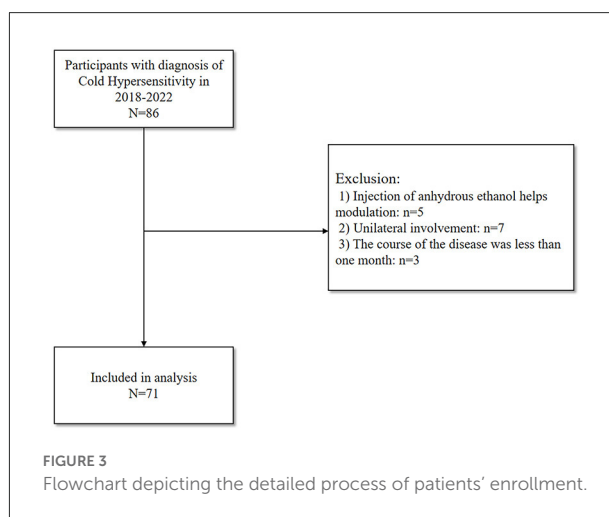 Participants with diagnosis of
Cold Hypersensitivity in
2018-2022
N=86
Exclusion:
1) Injection of anhydrous ethanol helps
modulation: n=5
2) Unilateral involvement: n=7
3) The course of the disease was less than
one month: n=3
Included in analysis
N=71
FIGURE 3
Flowchart depicting the detailed process of patients' enrollment.